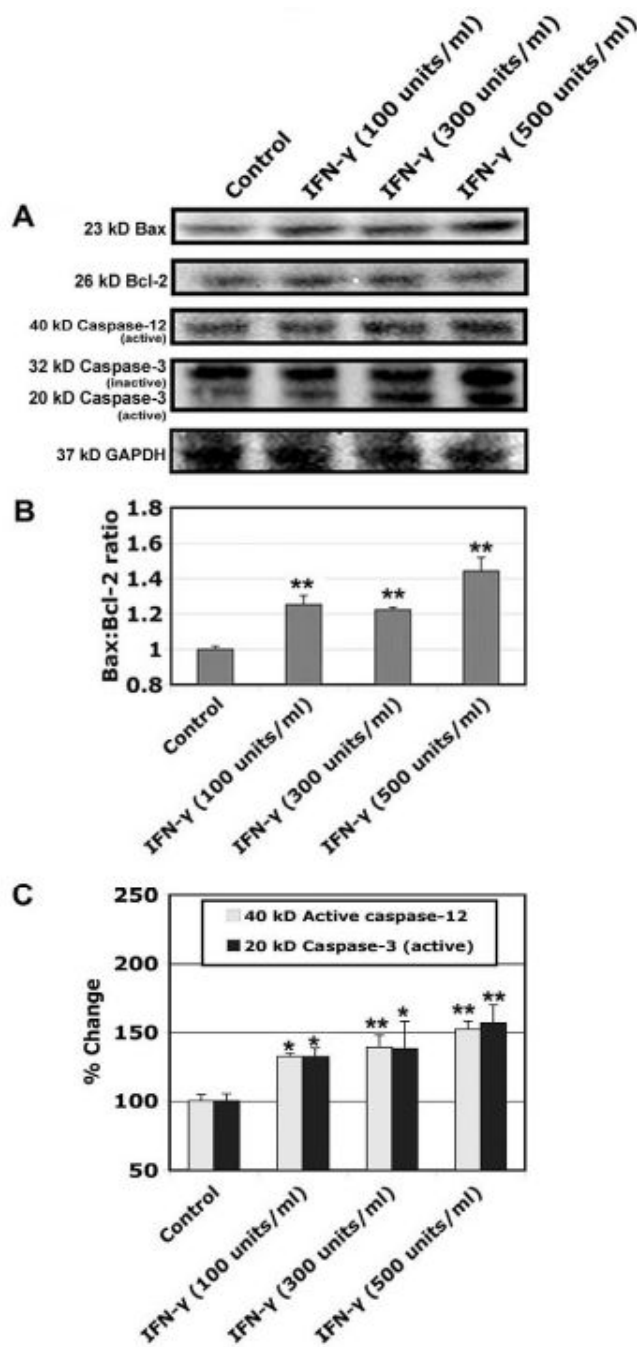 Control
IFN-γ (100 units/ml)
IFN-γ (300 units/ml)
IFN-γ (500 units/ml)
A
23 kD Bax
26 kD Bcl-2
40 kD Caspase-12
(active)
32 kD Caspase-3
(inactive)
20 kD Caspase-3
(active)
37 kD GAPDH
B
Bax:Bcl-2 ratio
1.8
1.6
1.4
1.2
1
0.8
**
**
**
Control
IFN-γ (100 units/ml)
IFN-γ (300 units/ml)
IFN-γ (500 units/ml)
C
% Change
250
200
150
100
50
40 kD Active caspase-12
20 kD Caspase-3 (active)
* *
** *
** **
Control
IFN-γ (100 units/ml)
IFN-γ (300 units/ml)
IFN-γ (500 units/ml)